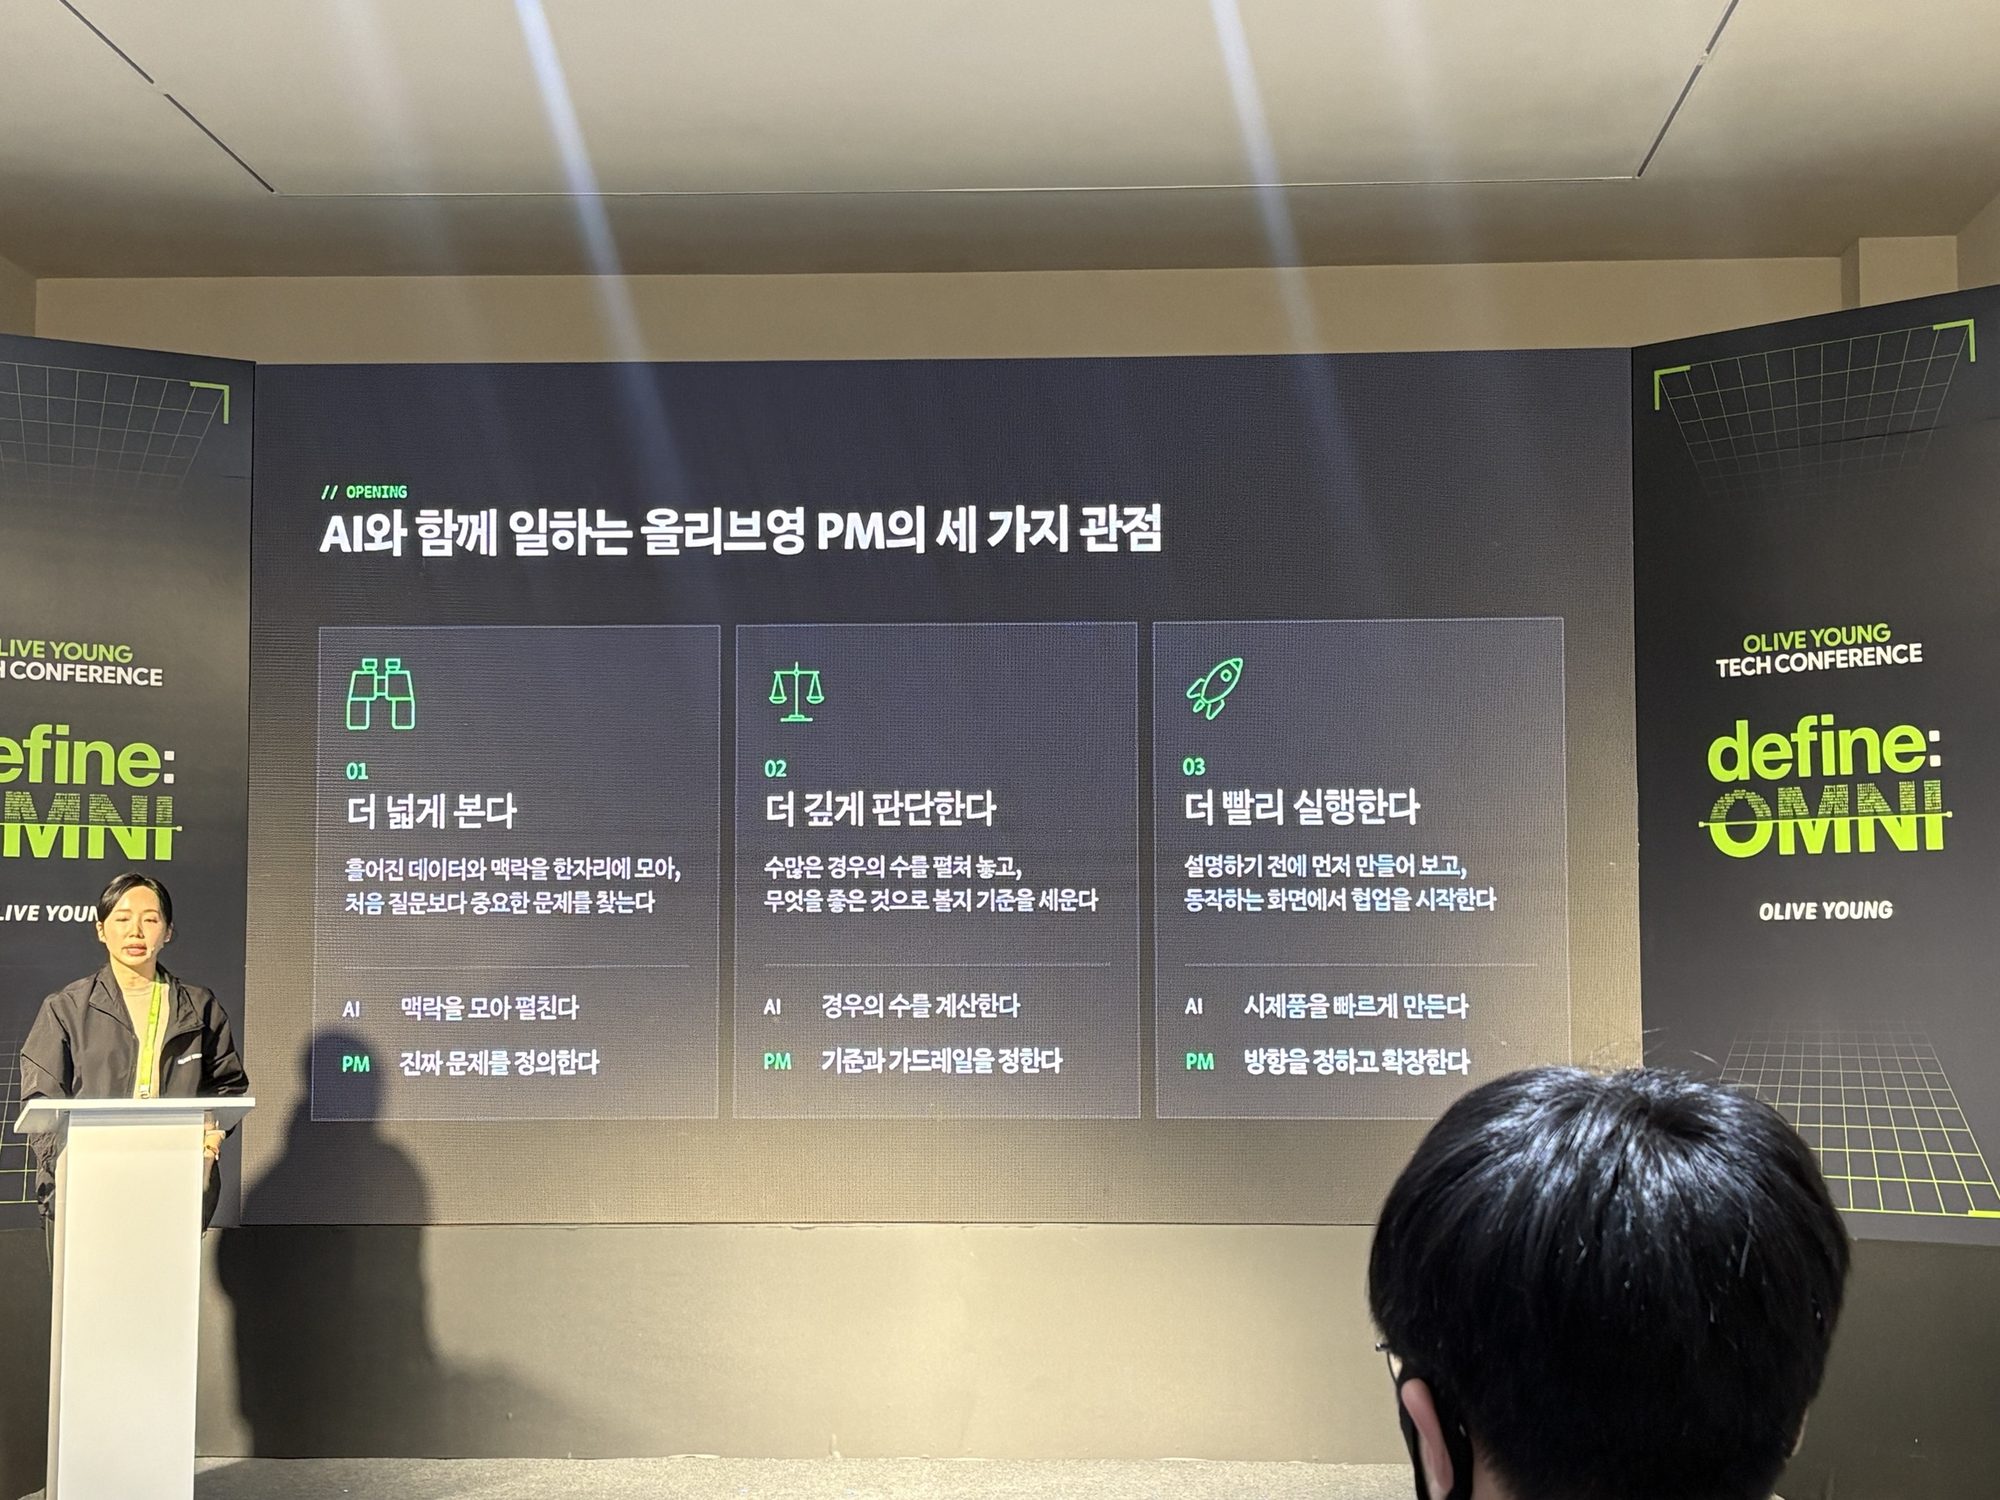 // OPENING
AI와 함께 일하는 올리브영 PM의 세 가지 관점
01
더 넓게 본다
흩어진 데이터와 맥락을 한자리에 모아,
처음 질문보다 중요한 문제를 찾는다
AI 맥락을 모아 펼친다
PM 진짜 문제를 정의한다
02
더 깊게 판단한다
수많은 경우의 수를 펼쳐 놓고,
무엇을 좋은 것으로 볼지 기준을 세운다
AI 경우의 수를 계산한다
PM 기준과 가드레일을 정한다
03
더 빨리 실행한다
설명하기 전에 먼저 만들어 보고,
동작하는 화면에서 협업을 시작한다
AI 시제품을 빠르게 만든다
PM 방향을 정하고 확장한다
LIVE YOUNG
H CONFERENCE
efine:
OMNI
LIVE YOUN
OLIVE YOUNG
TECH CONFERENCE
define:
OMNI
OLIVE YOUNG